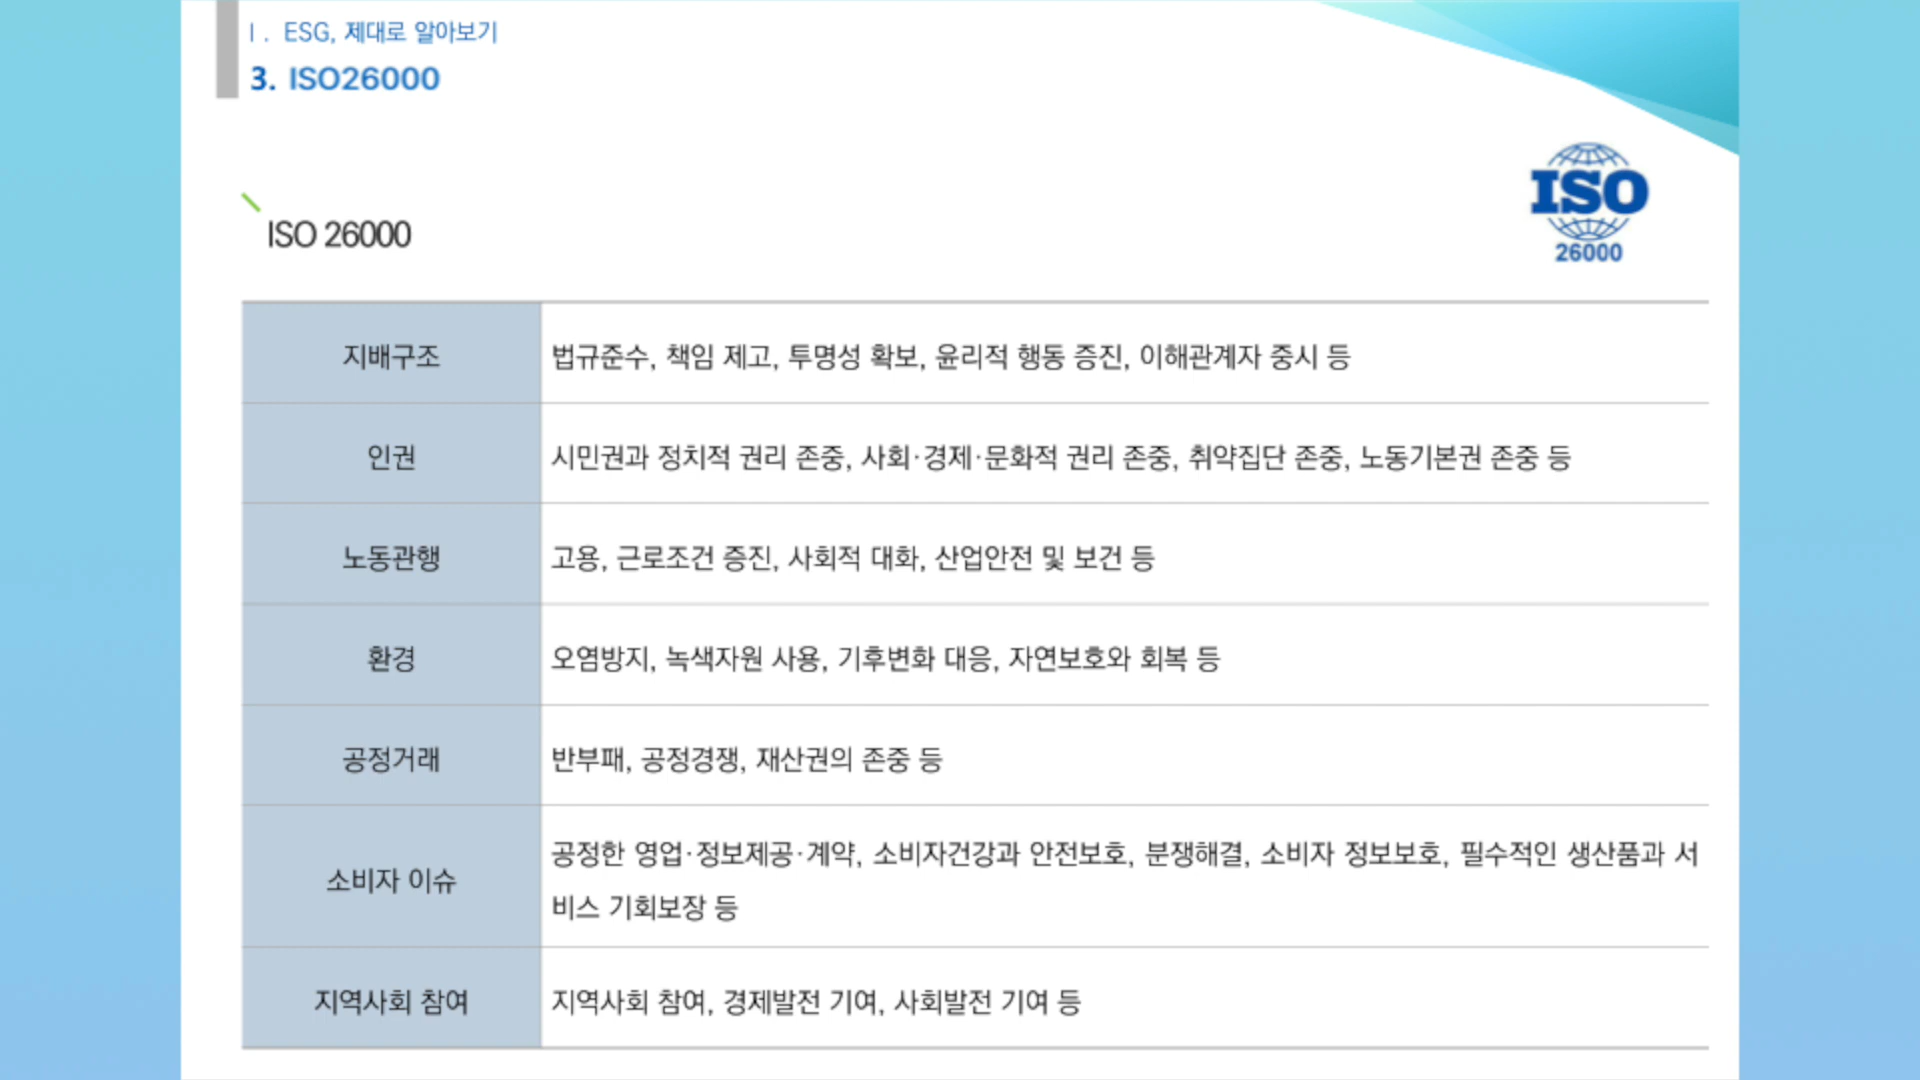 Ⅰ. ESG, 제대로 알아보기
3. ISO26000
ISO
26000
ISO 26000
지배구조
법규준수, 책임 제고, 투명성 확보, 윤리적 행동 증진, 이해관계자 중시 등
인권
시민권과 정치적 권리 존중, 사회·경제·문화적 권리 존중, 취약집단 존중, 노동기본권 존중 등
노동관행
고용, 근로조건 증진, 사회적 대화, 산업안전 및 보건 등
환경
오염방지, 녹색자원 사용, 기후변화 대응, 자연보호와 회복 등
공정거래
반부패, 공정경쟁, 재산권의 존중 등
소비자 이슈
공정한 영업·정보제공·계약, 소비자건강과 안전보호, 분쟁해결, 소비자 정보보호, 필수적인 생산품과 서
비스 기회보장 등
지역사회 참여
지역사회 참여, 경제발전 기여, 사회발전 기여 등